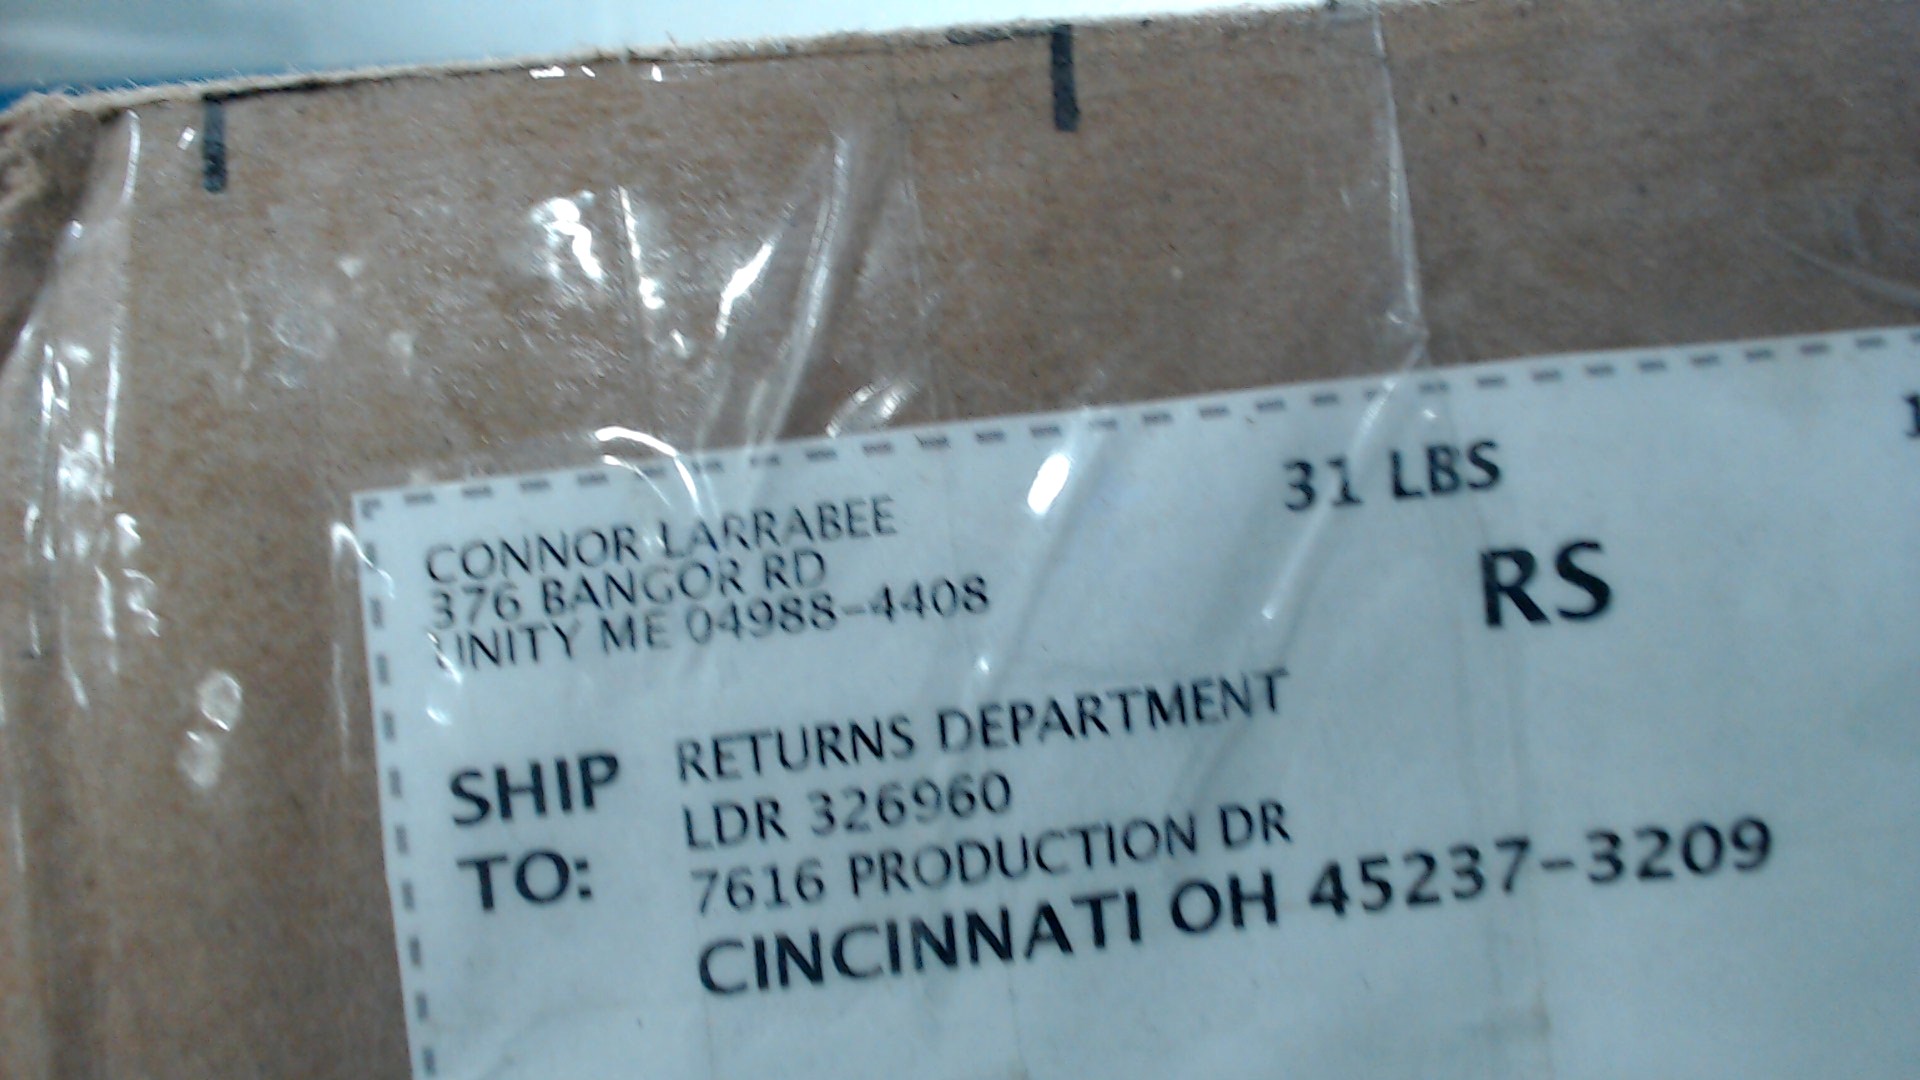 CONNOR LARRABEE
376 BANGOR RD
UNITY ME 04988-4408
31 LBS
RS
SHIP TO:
RETURNS DEPARTMENT
LDR 326960
7616 PRODUCTION DR
CINCINNATI OH 45237-3209